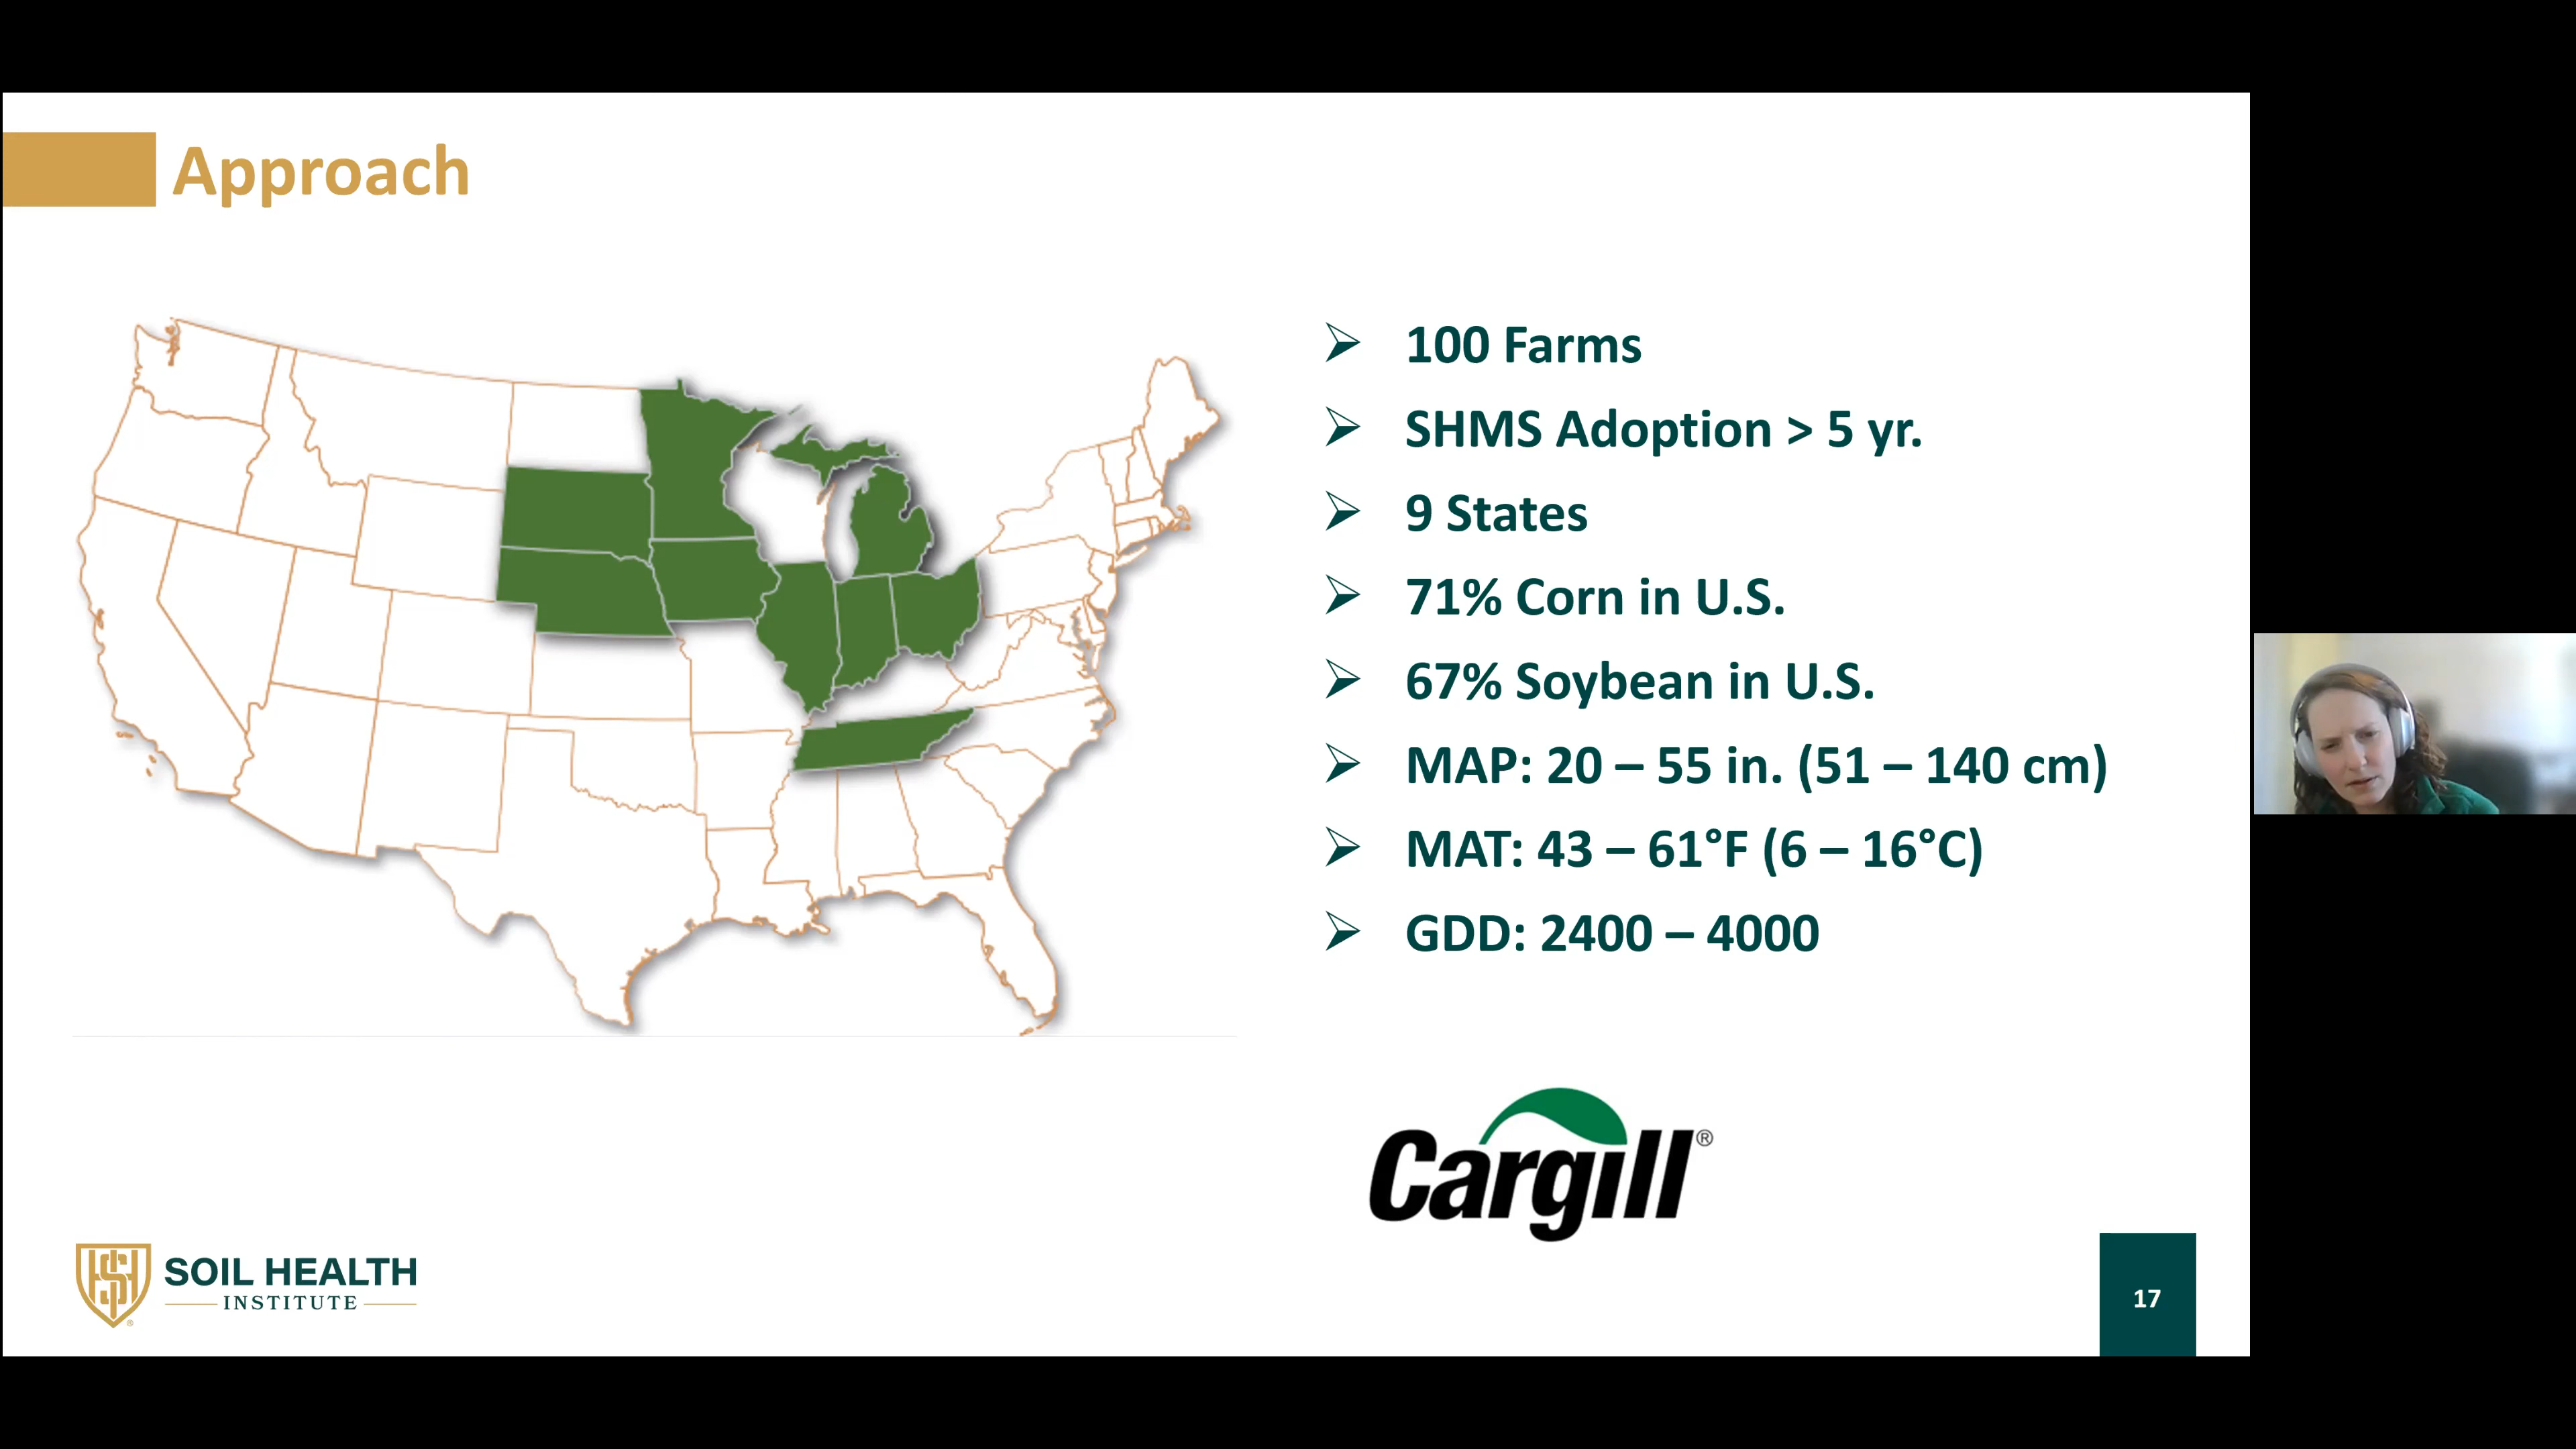 Approach
➢ 100 Farms
➢ SHMS Adoption > 5 yr.
➢ 9 States
➢ 71% Corn in U.S.
➢ 67% Soybean in U.S.
➢ MAP: 20 – 55 in. (51 – 140 cm)
➢ MAT: 43 – 61°F (6 – 16°C)
➢ GDD: 2400 – 4000
Cargill®
SOIL HEALTH
INSTITUTE
17